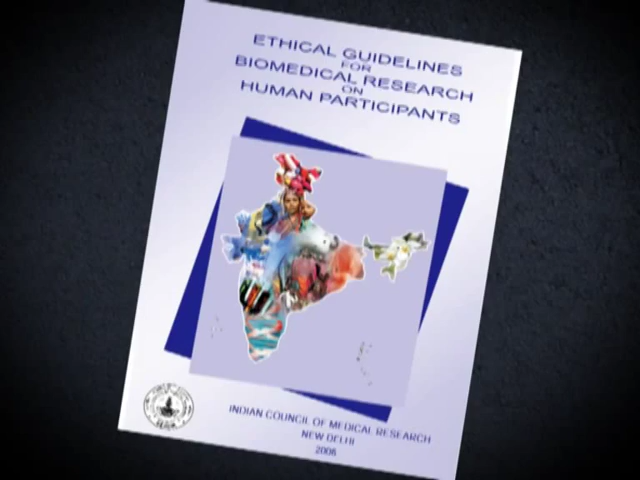 ETHICAL GUIDELINES
FOR
BIOMEDICAL RESEARCH
ON
HUMAN PARTICIPANTS
INDIAN COUNCIL OF MEDICAL RESEARCH
NEW DELHI
2006